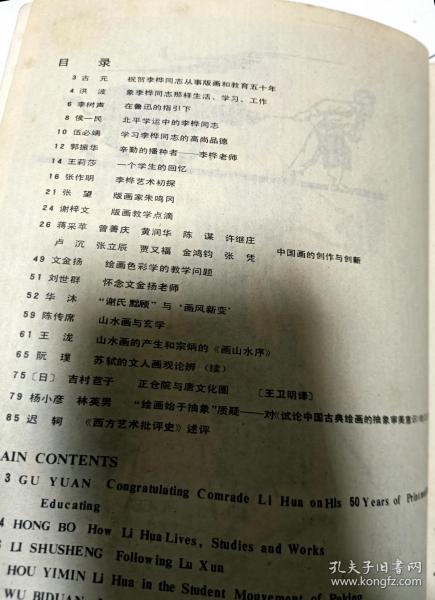 目 录
3 古 元 祝贺李桦同志从事版画和教育五十年
4 洪 波 象李桦同志那样生活、学习、工作
6 李树声 在鲁迅的指引下
8 侯一民 北平学运中的李桦同志
10 伍必端 学习李桦同志的高尚品德
12 郭振华 辛勤的播种者——李桦老师
14 王莉莎 一个学生的回忆
16 张作明 李桦艺术初探
21 张 望 版画家朱鸣冈
24 谢梓文 版画教学点滴
26 蒋采苹 曾善庆 黄润华 陈 谋 许继庄
卢 沉 张立辰 贾又福 金鸿钧 张 凭 中国画的创作与创新
49 文金扬 绘画色彩学的教学问题
51 刘世群 怀念文金扬老师
52 华 沐 “谢氏黜顾”与‘画风新变’
59 陈传席 山水画与玄学
61 王 泷 山水画的产生和宗炳的《画山水序》
65 阮 璞 苏轼的文人画观论辨（续）
75〔日〕 吉村苣子 正仓院与唐文化圈 〔王卫明译〕
79 杨小彦 林英男 “绘画始于抽象”质疑——对《试论中国古典绘画的抽象审美意识
85 迟 轲 《西方艺术批评史》述评
AIN CONTENTS
3 GU YUAN Congratulating Comrade Li Hua on His 50 Years of
Educating
4 HONG BO How Li Hua Lives, Studies and Works
LI SHUSHENG Following Lu Xun
HOU YIMIN Li Hua in the Student Mouvement of Peking
WU BIDUAN
孔夫子旧书网
www.kongfz.com